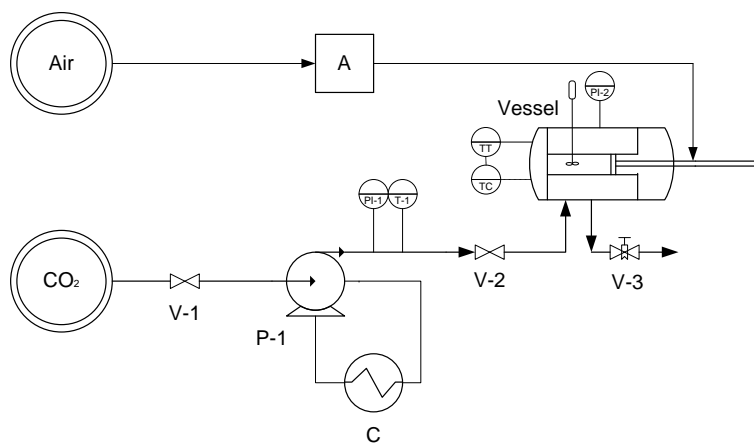 Air
A
PI-2
Vessel
TT
TC
PI-1
T-1
CO₂
V-1
P-1
V-2
V-3
C